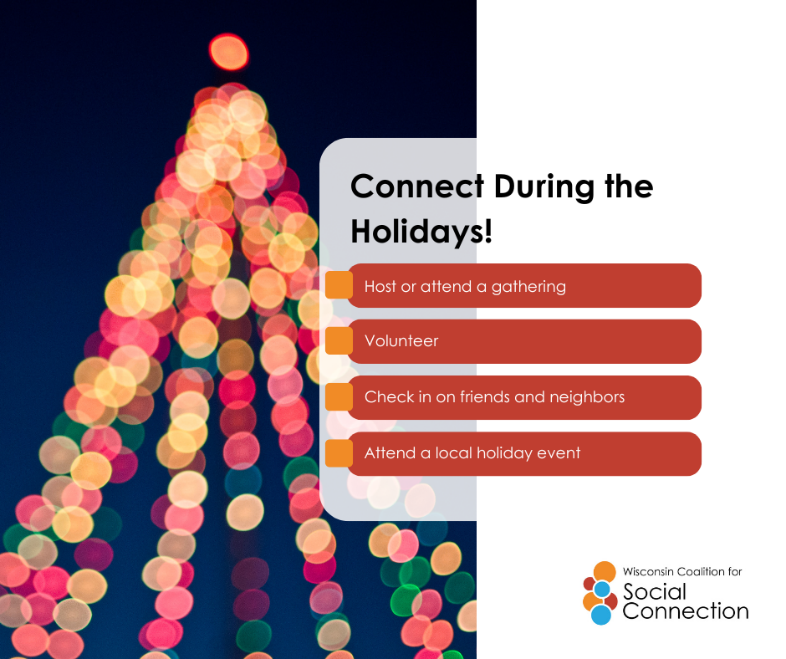 Connect During the
Holidays!
Host or attend a gathering
Volunteer
Check in on friends and neighbors
Attend a local holiday event
Wisconsin Coalition for
Social
Connection